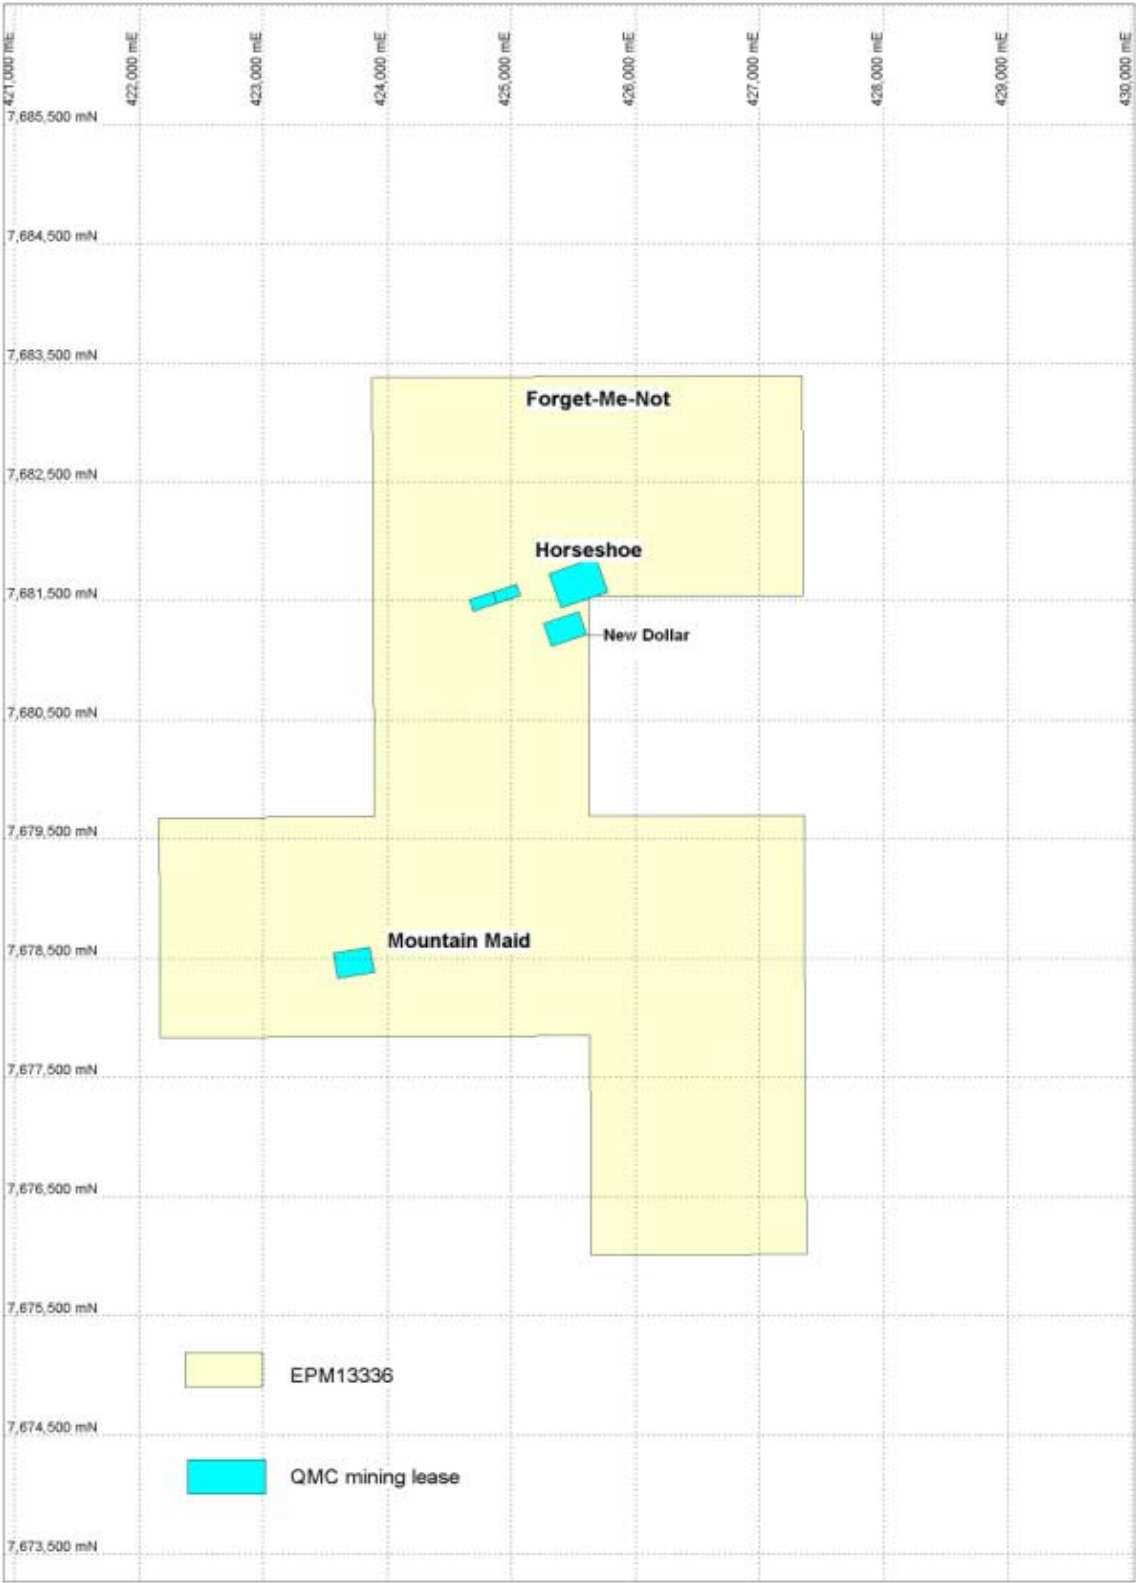 421,000 mE
422,000 mE
423,000 mE
424,000 mE
425,000 mE
426,000 mE
427,000 mE
428,000 mE
429,000 mE
430,000 mE
7,685,500 mN
7,684,500 mN
7,683,500 mN
Forget-Me-Not
7,682,500 mN
Horseshoe
7,681,500 mN
New Dollar
7,680,500 mN
7,679,500 mN
Mountain Maid
7,678,500 mN
7,677,500 mN
7,676,500 mN
7,675,500 mN
EPM13336
7,674,500 mN
QMC mining lease
7,673,500 mN